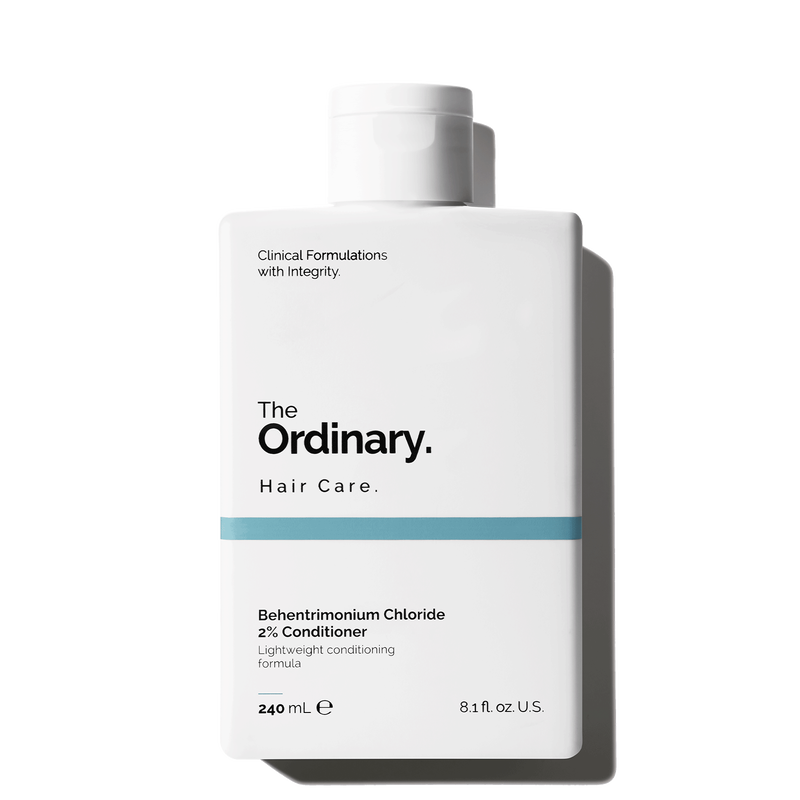 Clinical Formulations
with Integrity.
The
Ordinary.
Hair Care.
Behentrimonium Chloride
2% Conditioner
Lightweight conditioning
formula
240 mL ℮
8.1 fl. oz. U.S.